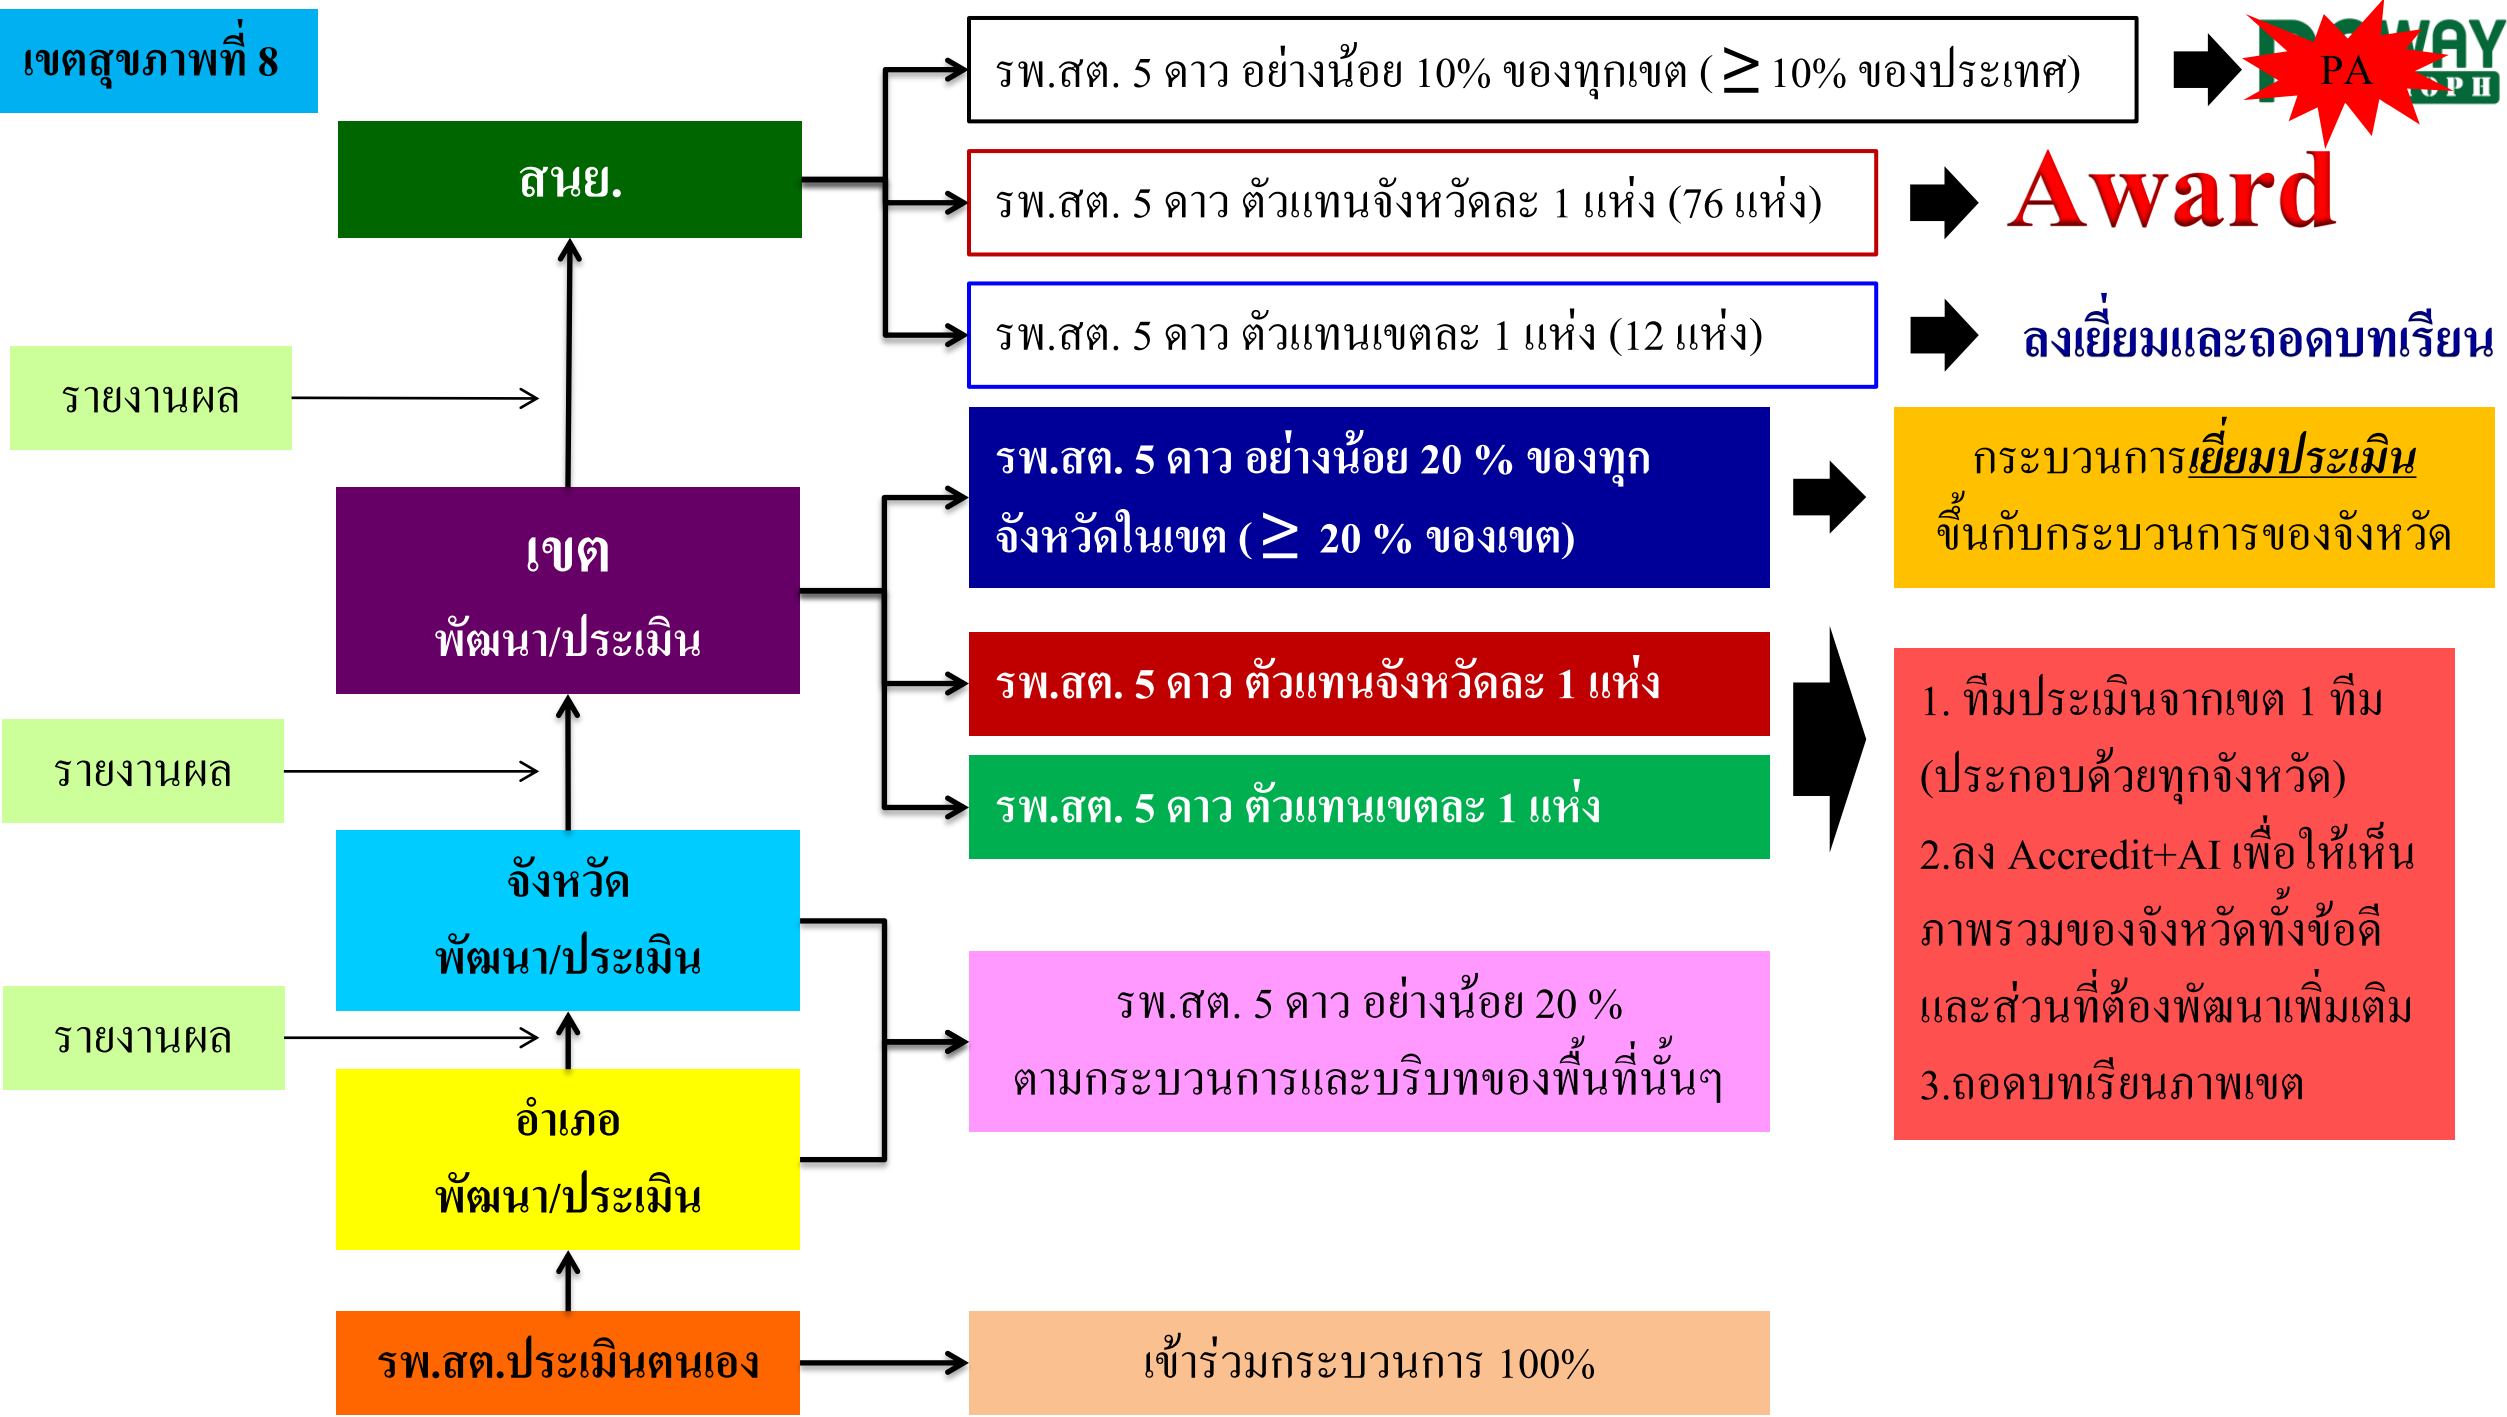 เขตสุขภาพที่ 8
รพ.สต. 5 ดาว อย่างน้อย 10% ของทุกเขต ( ≥ 10% ของประเทศ)
PA
WAY
OPH
สนย.
รพ.สต. 5 ดาว ตัวแทนจังหวัดละ 1 แห่ง (76 แห่ง)
Award
รพ.สต. 5 ดาว ตัวแทนเขตละ 1 แห่ง (12 แห่ง)
ลงเยี่ยมและถอดบทเรียน
รายงานผล
เขต
พัฒนา/ประเมิน
รพ.สต. 5 ดาว อย่างน้อย 20 % ของทุก
จังหวัดในเขต ( ≥ 20 % ของเขต)
กระบวนการเยี่ยมประเมิน
ขึ้นกับกระบวนการของจังหวัด
รพ.สต. 5 ดาว ตัวแทนจังหวัดละ 1 แห่ง
รพ.สต. 5 ดาว ตัวแทนเขตละ 1 แห่ง
1. ทีมประเมินจากเขต 1 ทีม
(ประกอบด้วยทุกจังหวัด)
2.ลง Accredit+AI เพื่อให้เห็น
ภาพรวมของจังหวัดทั้งข้อดี
และส่วนที่ต้องพัฒนาเพิ่มเติม
3.ถอดบทเรียนภาพเขต
รายงานผล
จังหวัด
พัฒนา/ประเมิน
รพ.สต. 5 ดาว อย่างน้อย 20 %
ตามกระบวนการและบริบทของพื้นที่นั้นๆ
รายงานผล
อำเภอ
พัฒนา/ประเมิน
รพ.สต.ประเมินตนเอง
เข้าร่วมกระบวนการ 100%